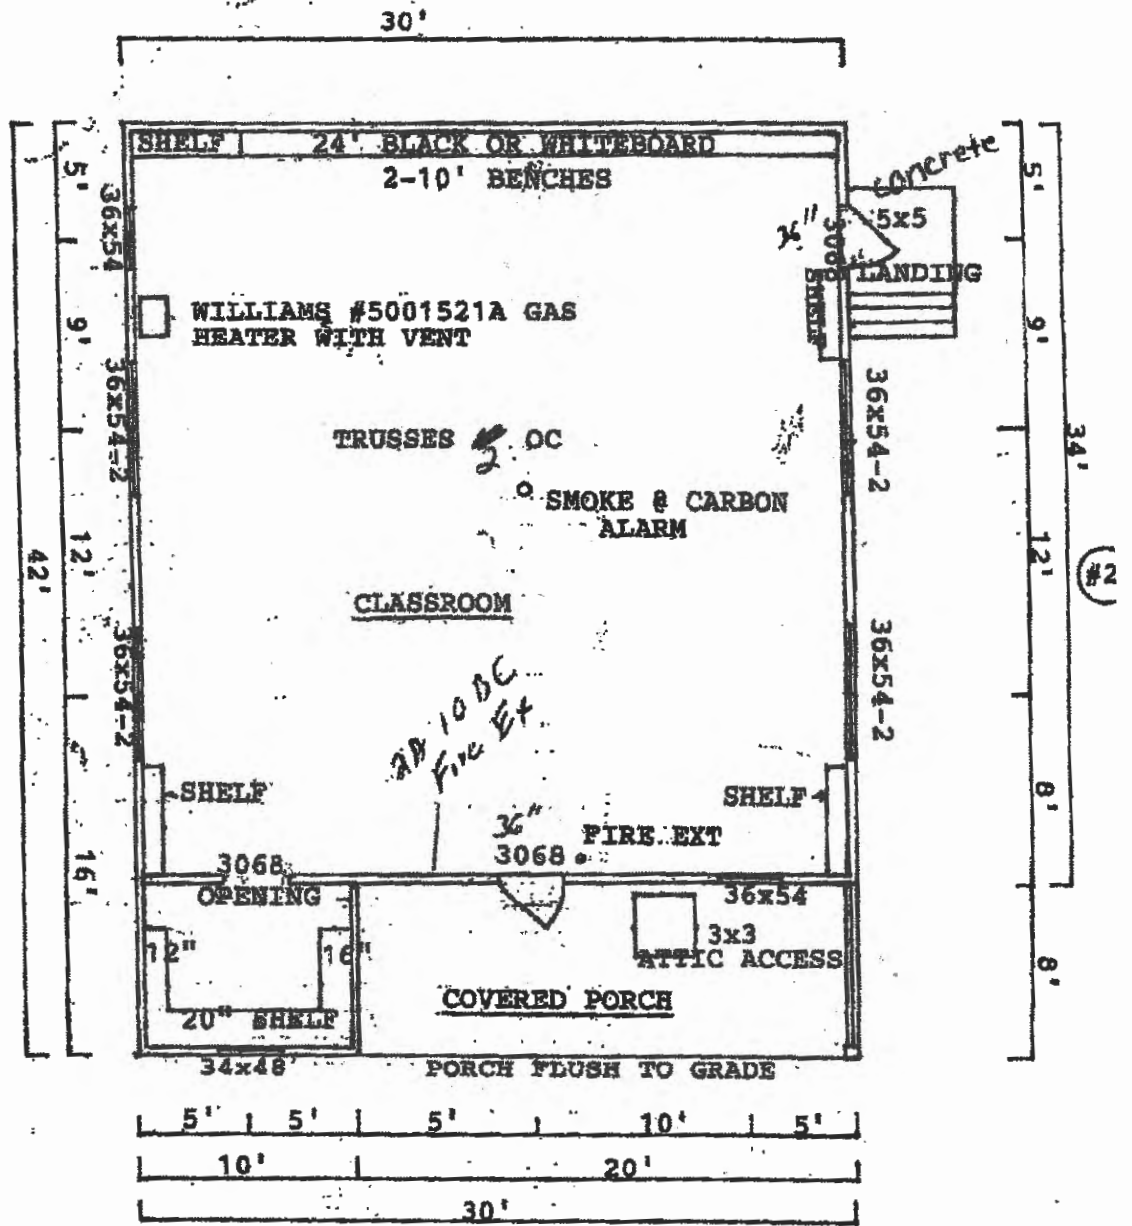 30'
SHELF 24' BLACK OR WHITEBOARD
2-10' BENCHES
concrete
5'
5'
36x54
36"
3068
5x5
LANDING
SHELF
WILLIAMS #5001521A GAS
HEATER WITH VENT
9'
9'
36x54-2
36x54-2
TRUSSES 2 OC
34'
SMOKE @ CARBON
ALARM
42'
12'
12'
#2
CLASSROOM
36x54-2
36x54-2
2A 10 BC
Fire Ext
SHELF
SHELF
8'
36"
FIRE EXT
3068
3068
OPENING
16'
36x54
12"
16"
3x3
ATTIC ACCESS
8'
COVERED PORCH
20" SHELF
34x48
PORCH FLUSH TO GRADE
5' 5' 5' 10' 5'
10' 20'
30'